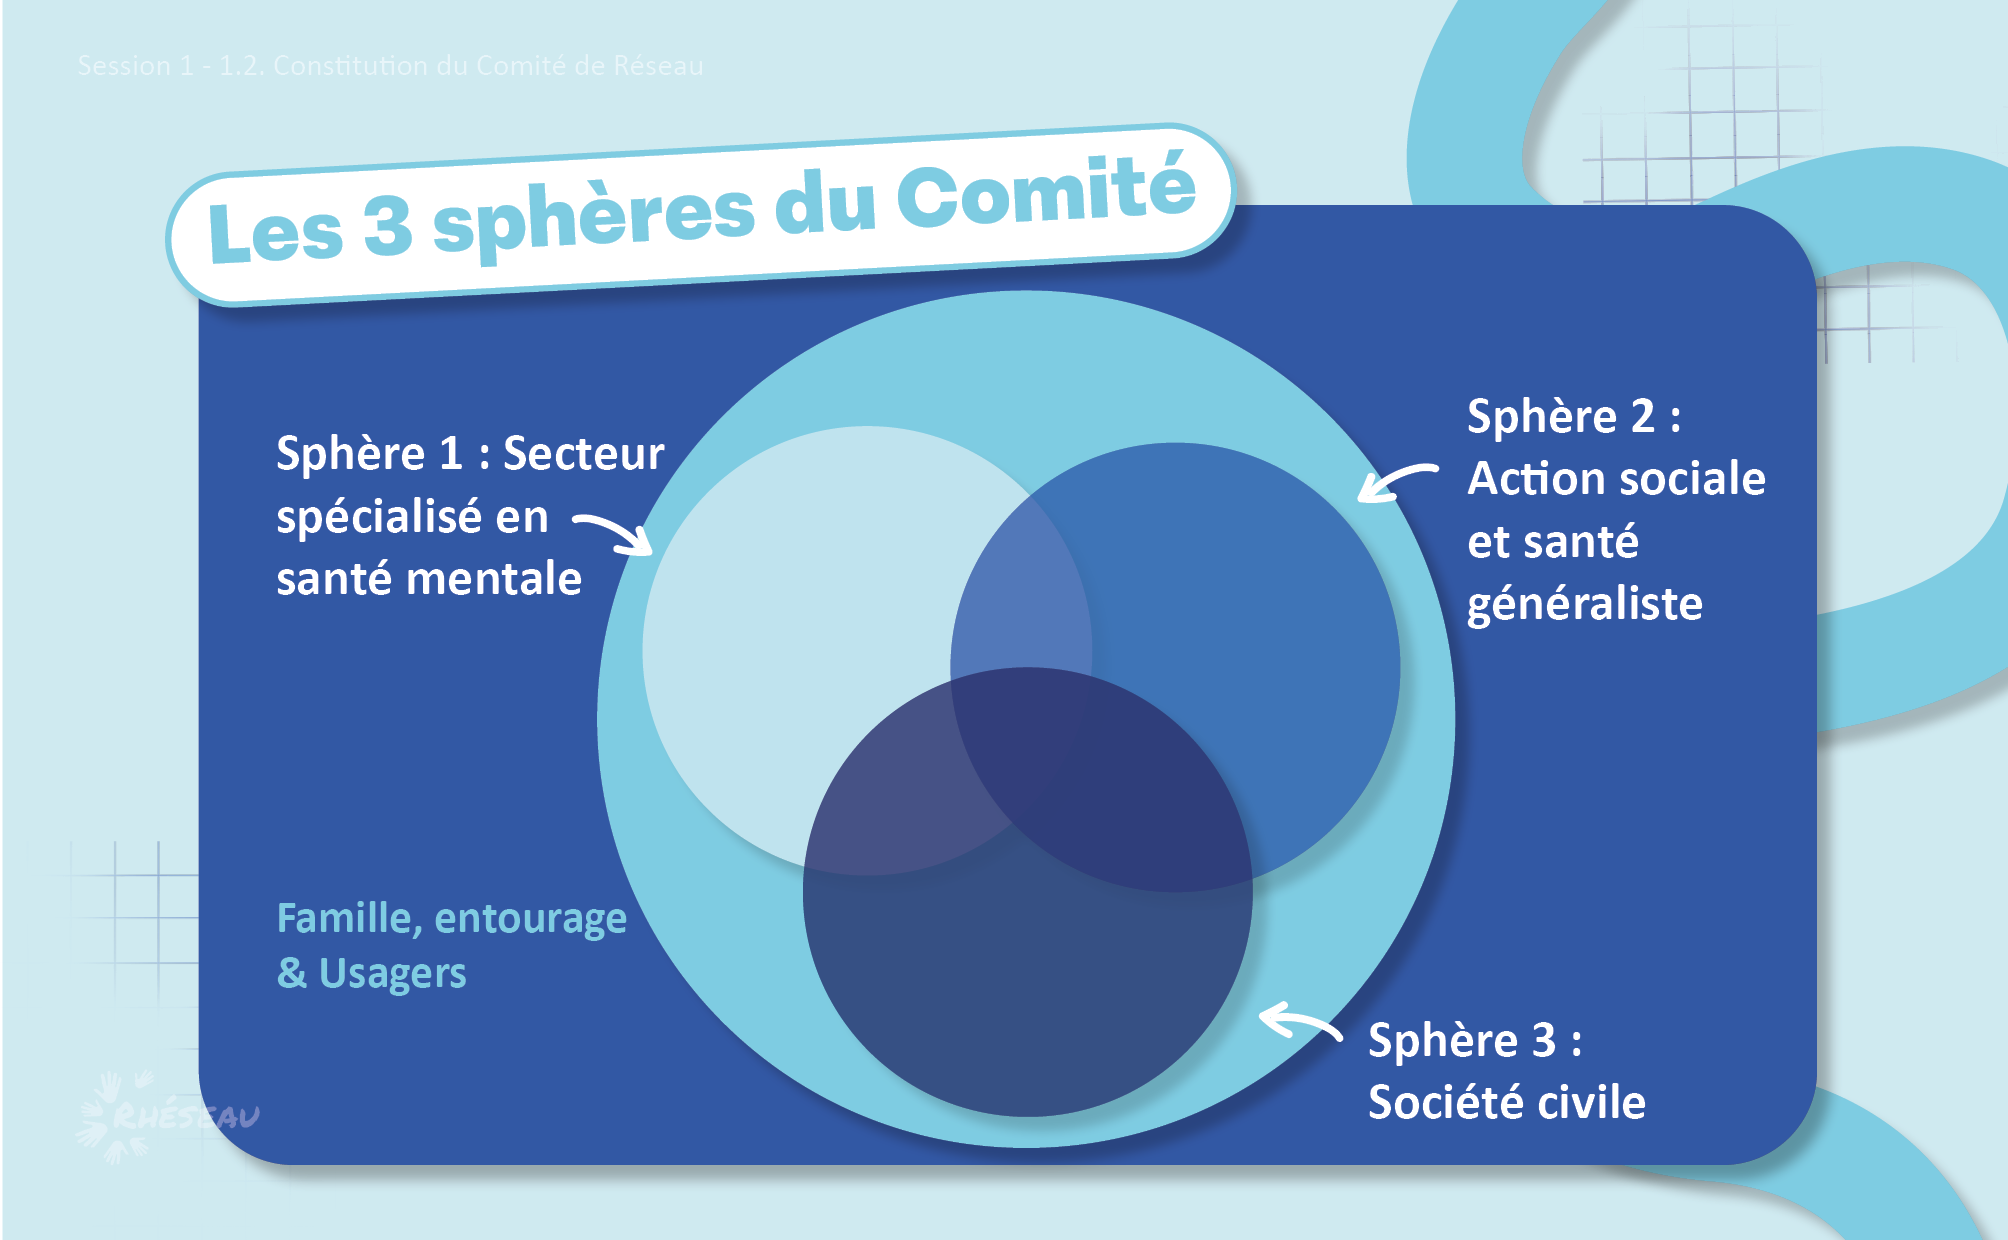 Session 1 - 1.2. Constitution du Comité de Réseau
Les 3 sphères du Comité
Sphère 1 : Secteur
spécialisé en
santé mentale
Sphère 2 :
Action sociale
et santé
généraliste
Famille, entourage
& Usagers
Sphère 3 :
Société civile
RHÉSEAU